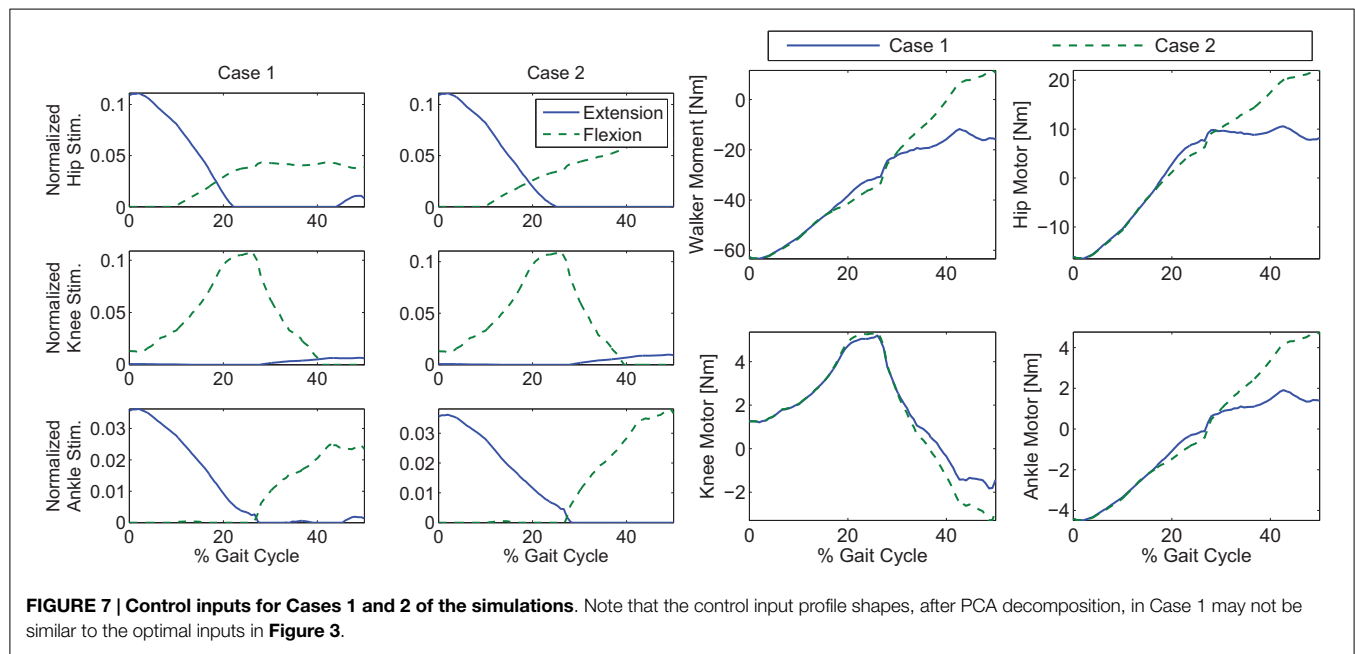 Case 1
Case 2
Case 1
Case 2
Extension
Flexion
Normalized
Hip Stim.
0.1
0.05
0
0 20 40
0.1
0.05
0
0 20 40
Normalized
Knee Stim.
0.1
0.05
0
0 20 40
0.1
0.05
0
0 20 40
Normalized
Ankle Stim.
0.03
0.02
0.01
0
0 20 40
% Gait Cycle
0.03
0.02
0.01
0
0 20 40
% Gait Cycle
Walker Moment [Nm]
0
−20
−40
−60
0 20 40
Hip Motor [Nm]
20
10
0
−10
0 20 40
Knee Motor [Nm]
4
2
0
−2
0 20 40
% Gait Cycle
Ankle Motor [Nm]
4
2
0
−2
−4
0 20 40
% Gait Cycle
FIGURE 7 | Control inputs for Cases 1 and 2 of the simulations. Note that the control input profile shapes, after PCA decomposition, in Case 1 may not be
similar to the optimal inputs in Figure 3.